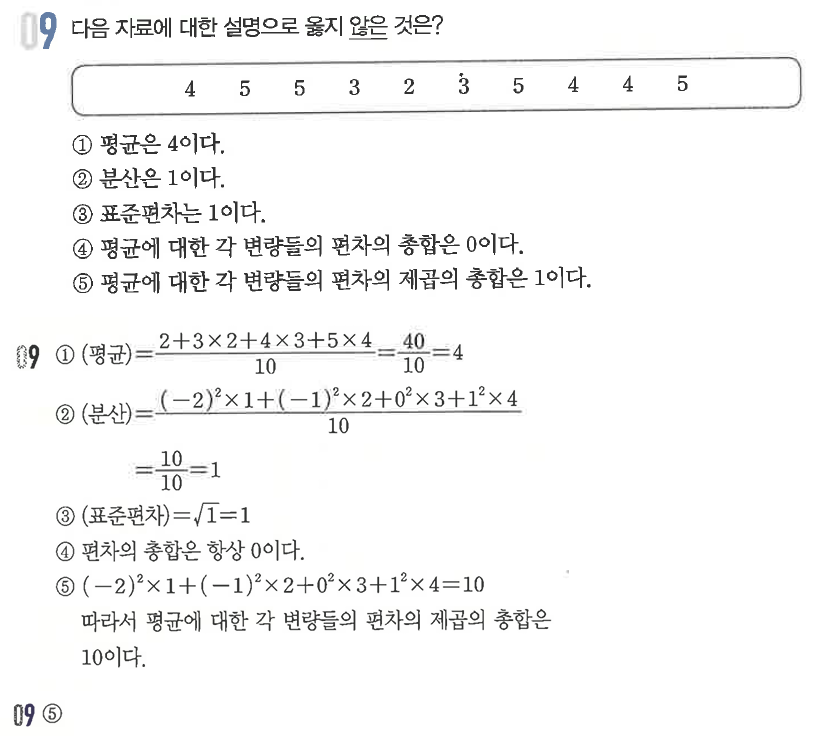 09 다음 자료에 대한 설명으로 옳지 않은 것은?
4 5 5 3 2 3 5 4 4 5
① 평균은 4이다.
② 분산은 1이다.
③ 표준편차는 1이다.
④ 평균에 대한 각 변량들의 편차의 총합은 0이다.
⑤ 평균에 대한 각 변량들의 편차의 제곱의 총합은 1이다.
09 ① (평균)=(2+3×2+4×3+5×4)/10=40/10=4
② (분산)=((-2)²×1+(-1)²×2+0²×3+1²×4)/10
=10/10=1
③ (표준편차)=√1=1
④ 편차의 총합은 항상 0이다.
⑤ (-2)²×1+(-1)²×2+0²×3+1²×4=10
따라서 평균에 대한 각 변량들의 편차의 제곱의 총합은
10이다.
09 ⑤